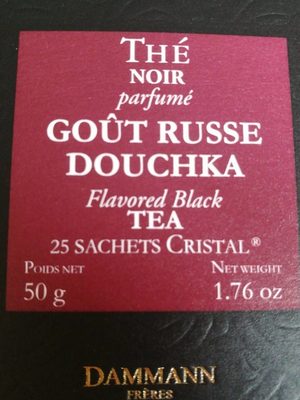 THÉ
NOIR
parfumé
GOÛT RUSSE
DOUCHKA
Flavored Black
TEA
25 SACHETS CRISTAL®
POIDS NET NET WEIGHT
50 g 1.76 oz
DAMMANN
FRÈRES